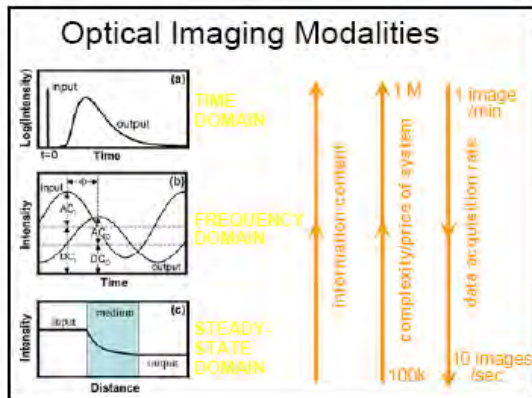 Optical Imaging Modalities
(a)
input
output
Log(Intensity)
t=0
Time
TIME
DOMAIN
(b)
input
Φ
AC
DC
AC
DC
output
Intensity
Time
FREQUENCY
DOMAIN
(c)
medium
input
output
Intensity
Distance
STEADY-
STATE
DOMAIN
information content
1 M
complexity/price of system
100k
1 image
/min
data acquisition rate
10 images
/sec